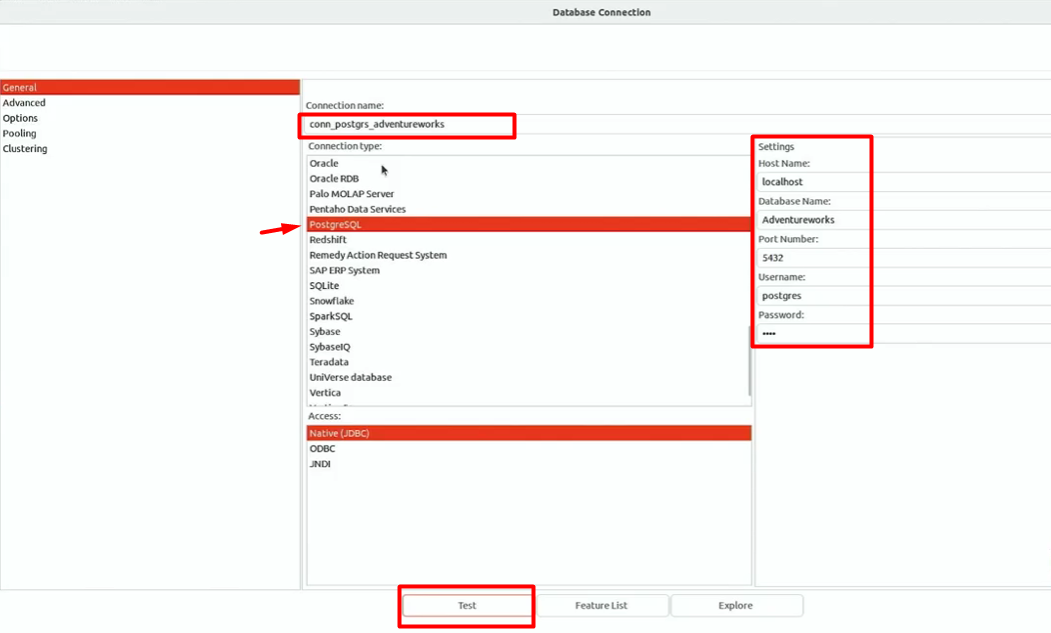 Database Connection
General
Advanced
Options
Pooling
Clustering
Connection name:
conn_postgrs_adventureworks
Connection type:
Oracle
Oracle RDB
Palo MOLAP Server
Pentaho Data Services
PostgreSQL
Redshift
Remedy Action Request System
SAP ERP System
SQLite
Snowflake
SparkSQL
Sybase
SybaseIQ
Teradata
UniVerse database
Vertica
Access:
Native (JDBC)
ODBC
JNDI
Settings
Host Name:
localhost
Database Name:
Adventureworks
Port Number:
5432
Username:
postgres
Password:
••••
Test
Feature List
Explore